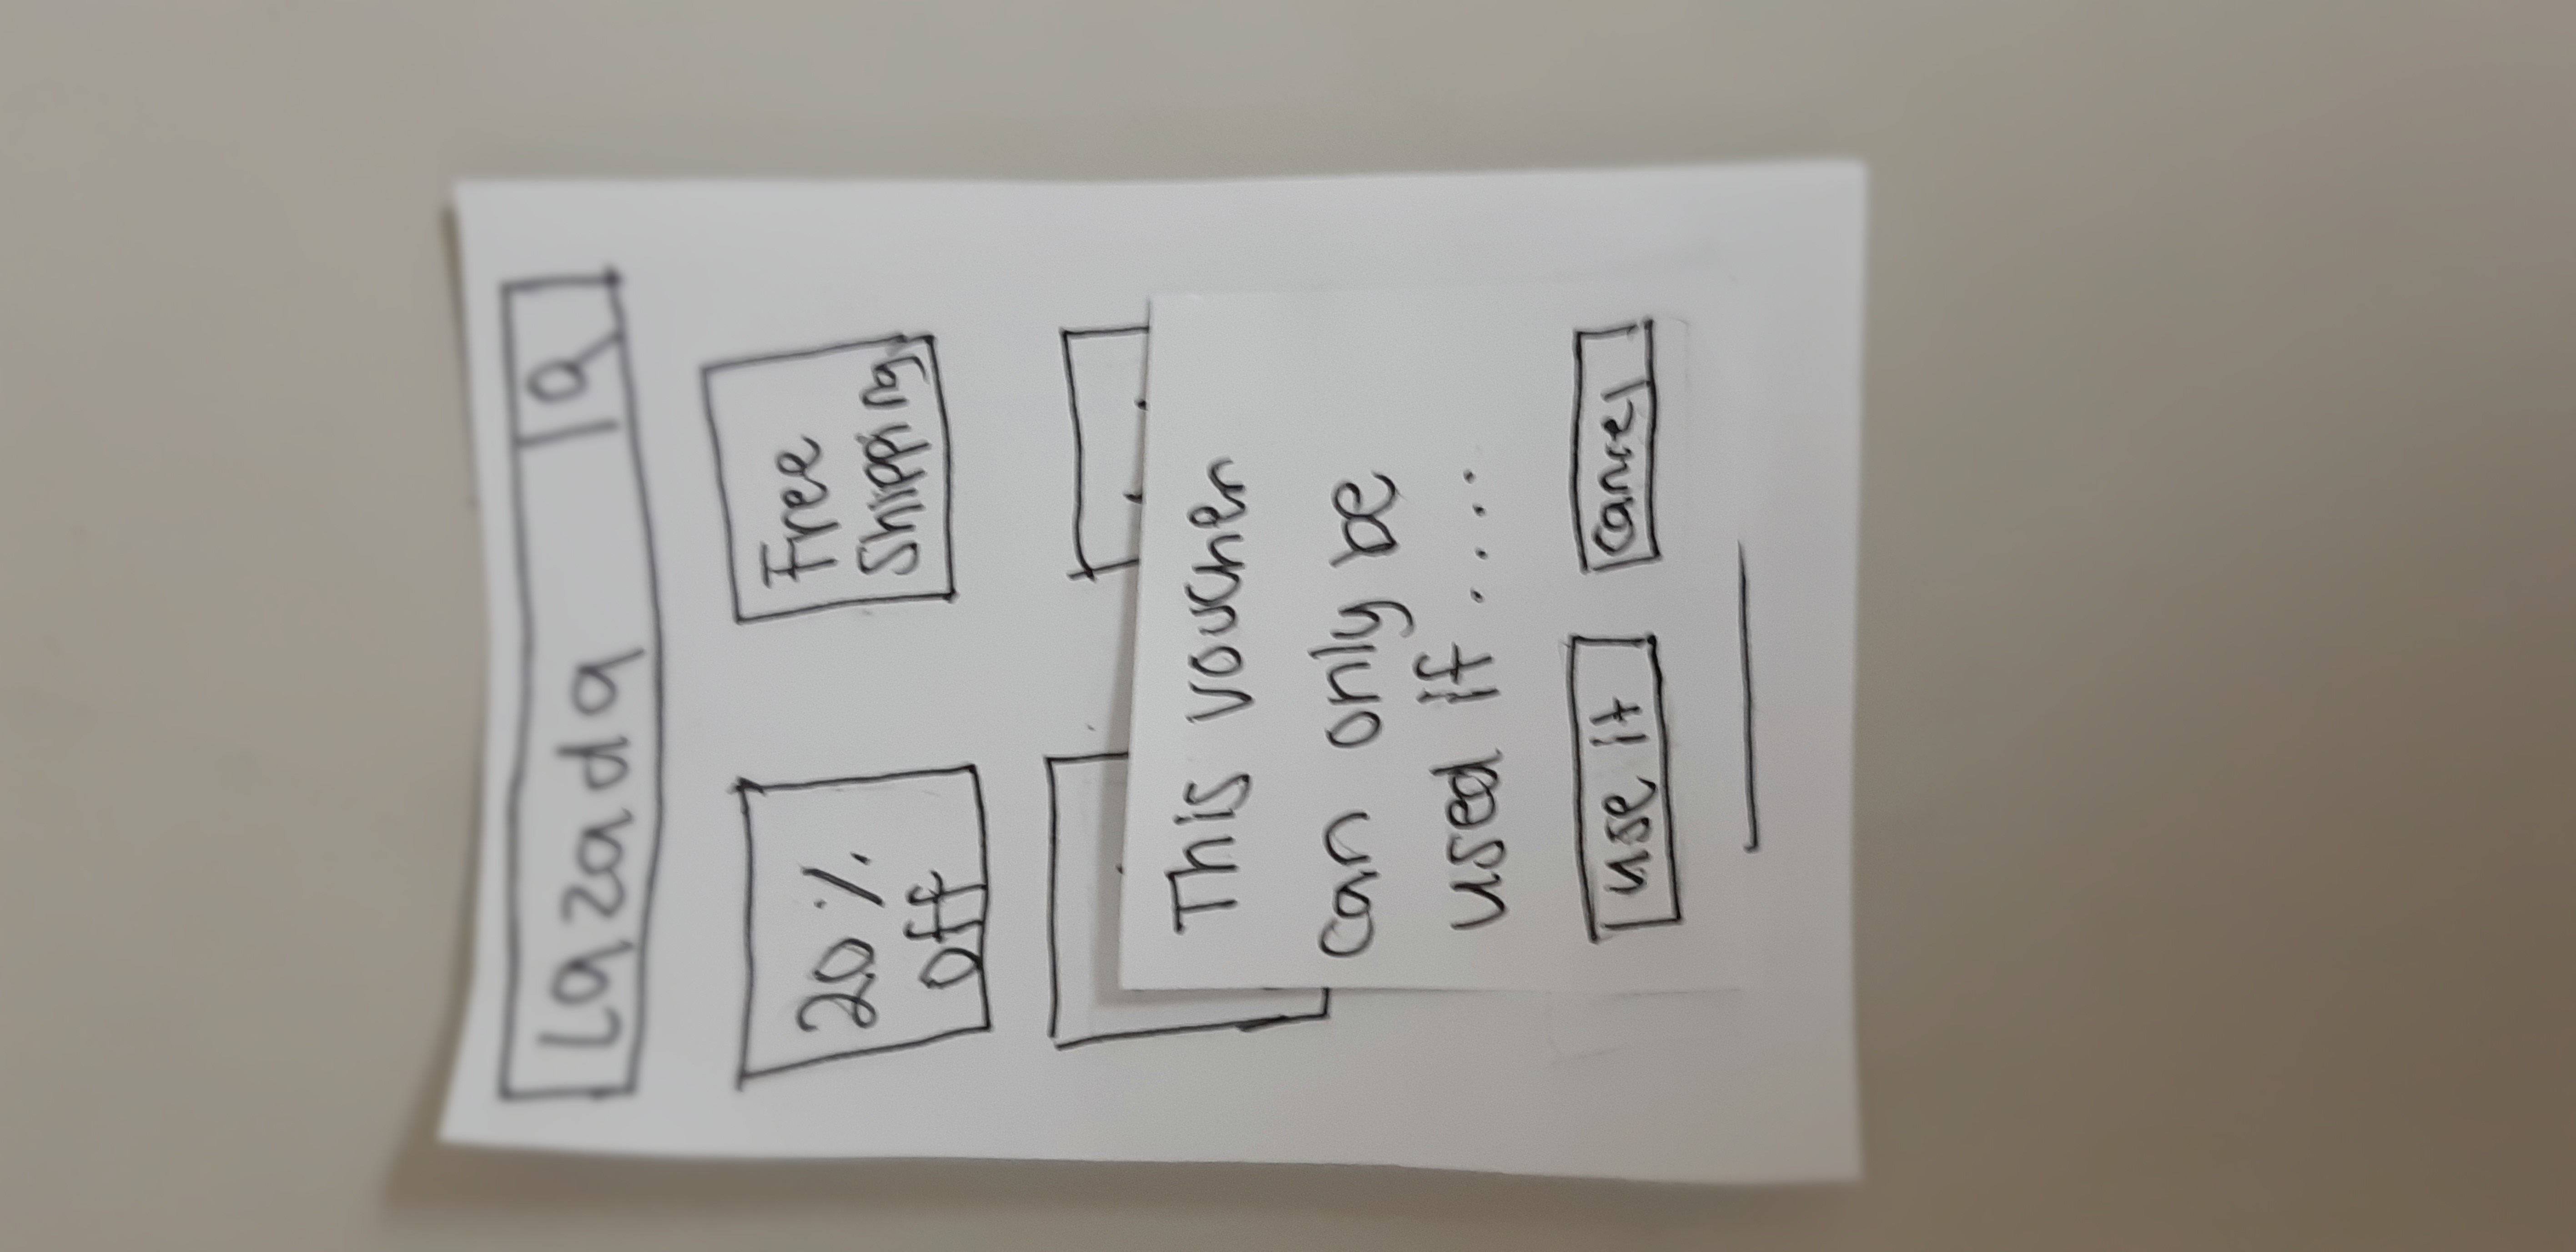 Lazada
20%
off
Free
Shipping
This voucher
can only be
used if....
use it
cancel